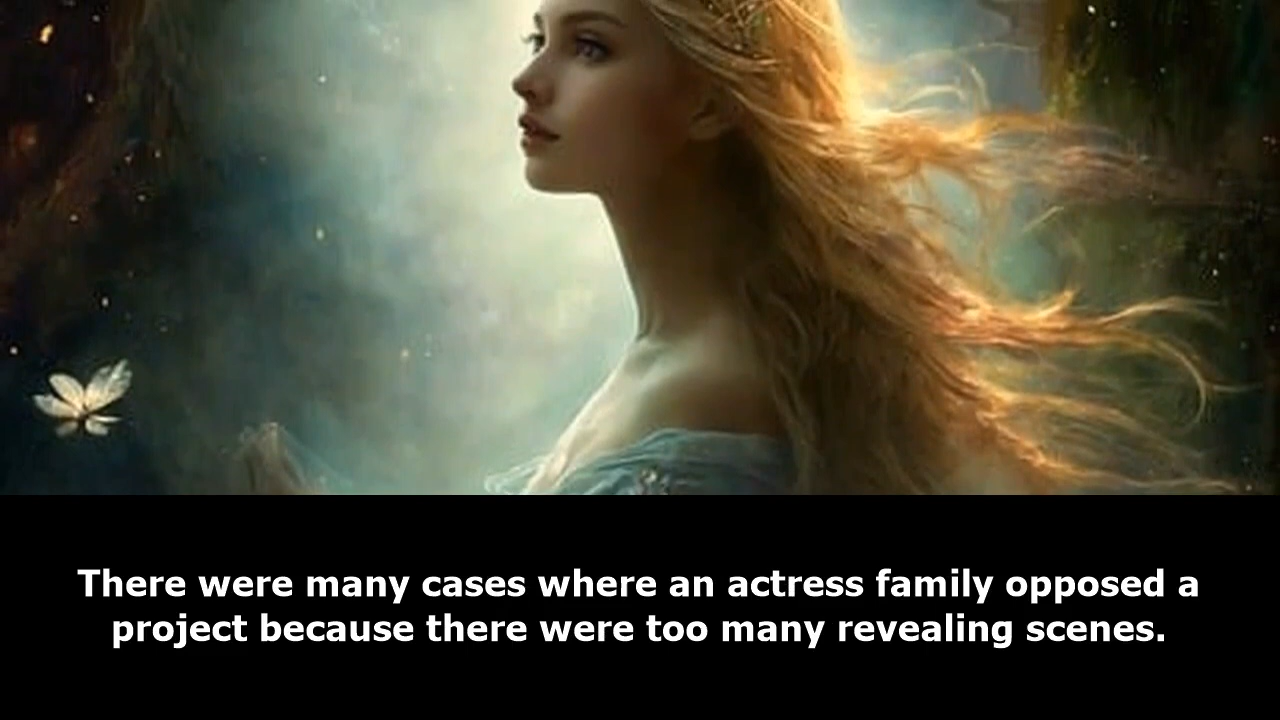 There were many cases where an actress family opposed a
project because there were too many revealing scenes.